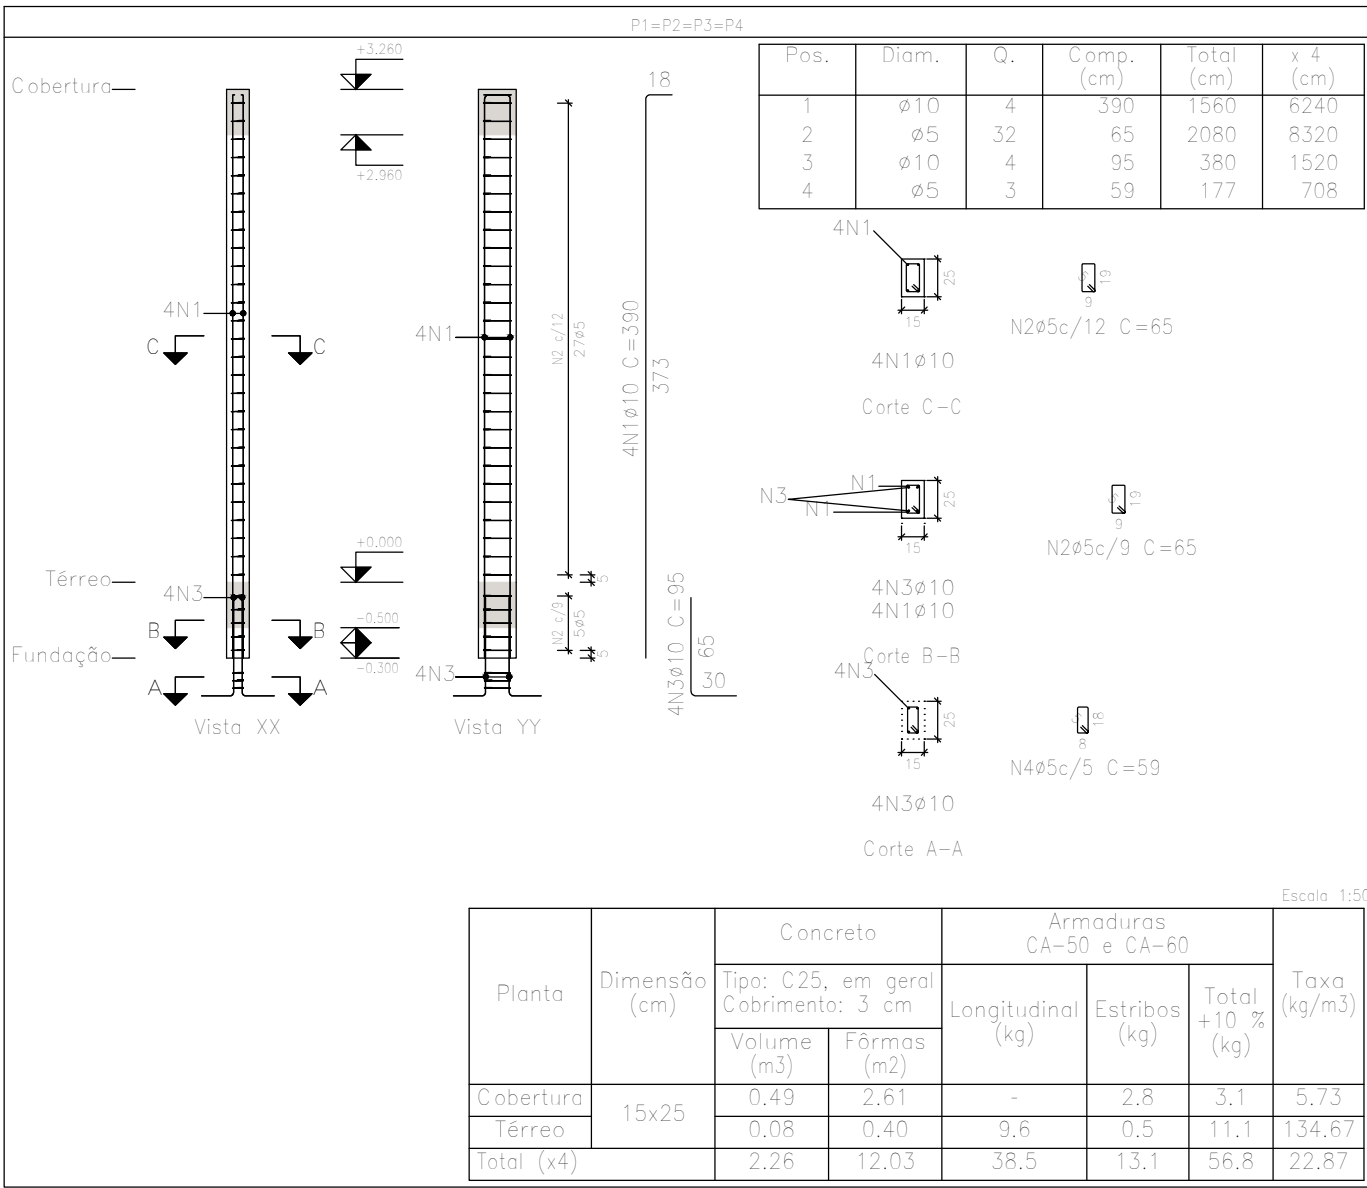 P1=P2=P3=P4
Pos. Diam. Q. Comp. (cm) Total (cm) x 4 (cm)
1 ø10 4 390 1560 6240
2 ø5 32 65 2080 8320
3 ø10 4 95 380 1520
4 ø5 3 59 177 708
Cobertura
+3.260
+2.960
18
4N1
C C
4N1
N2 c/12
27ø5
4N1ø10 C=390
373
Térreo
+0.000
4N3
5
B B
-0.500
N2 c/9
5ø5
5
Fundação
-0.300
A A
4N3
4N3ø10 C=95
65
30
Vista XX
Vista YY
4N1
25
15
5
19
9
N2ø5c/12 C=65
4N1ø10
Corte C-C
N1
N3
N1
25
15
5
19
9
N2ø5c/9 C=65
4N3ø10
4N1ø10
Corte B-B
4N3
25
15
5
18
8
N4ø5c/5 C=59
4N3ø10
Corte A-A
Escala 1:50
Planta
Dimensão (cm)
Concreto
Tipo: C25, em geral
Cobrimento: 3 cm
Volume (m3)
Fôrmas (m2)
Armaduras
CA-50 e CA-60
Longitudinal (kg)
Estribos (kg)
Total +10 % (kg)
Taxa (kg/m3)
Cobertura 15x25 0.49 2.61 - 2.8 3.1 5.73
Térreo 0.08 0.40 9.6 0.5 11.1 134.67
Total (x4) 2.26 12.03 38.5 13.1 56.8 22.87